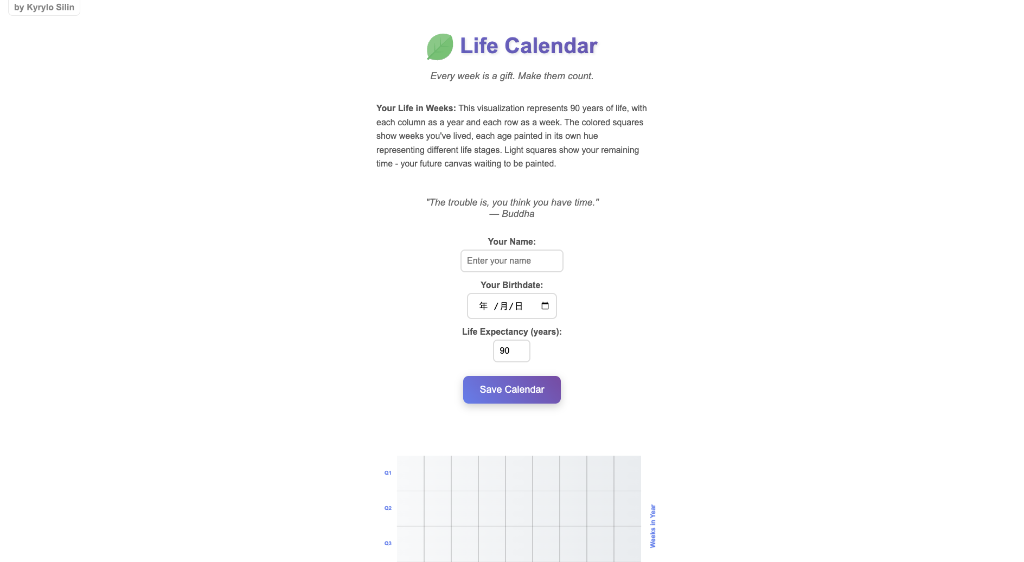 by Kyrylo Silin
Life Calendar
Every week is a gift. Make them count.
Your Life in Weeks: This visualization represents 90 years of life, with
each column as a year and each row as a week. The colored squares
show weeks you've lived, each age painted in its own hue
representing different life stages. Light squares show your remaining
time - your future canvas waiting to be painted.
"The trouble is, you think you have time."
— Buddha
Your Name:
Enter your name
Your Birthdate:
年 /月/日
Life Expectancy (years):
90
Save Calendar
Q1
Q2
Q3
Weeks in Year